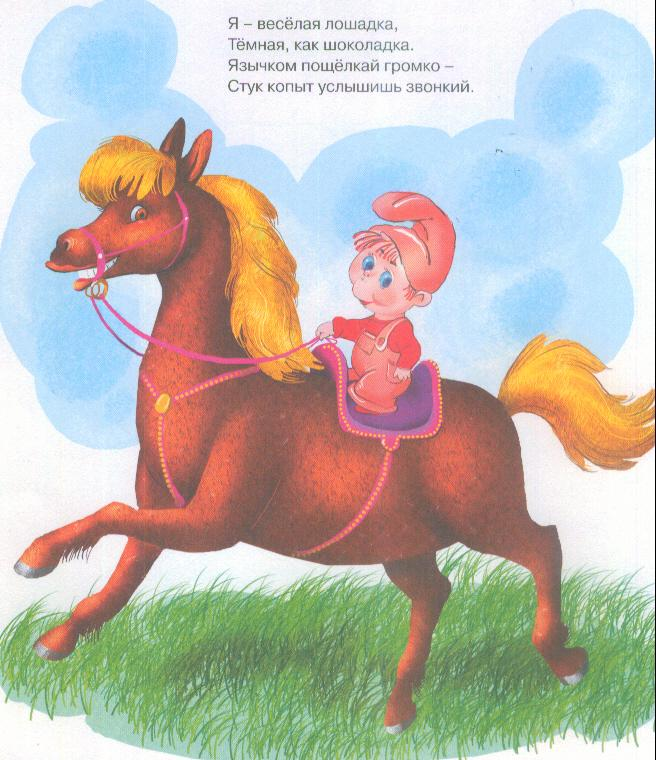 Я – весёлая лошадка,
Тёмная, как шоколадка.
Язычком пощёлкай громко –
Стук копыт услышишь звонкий.